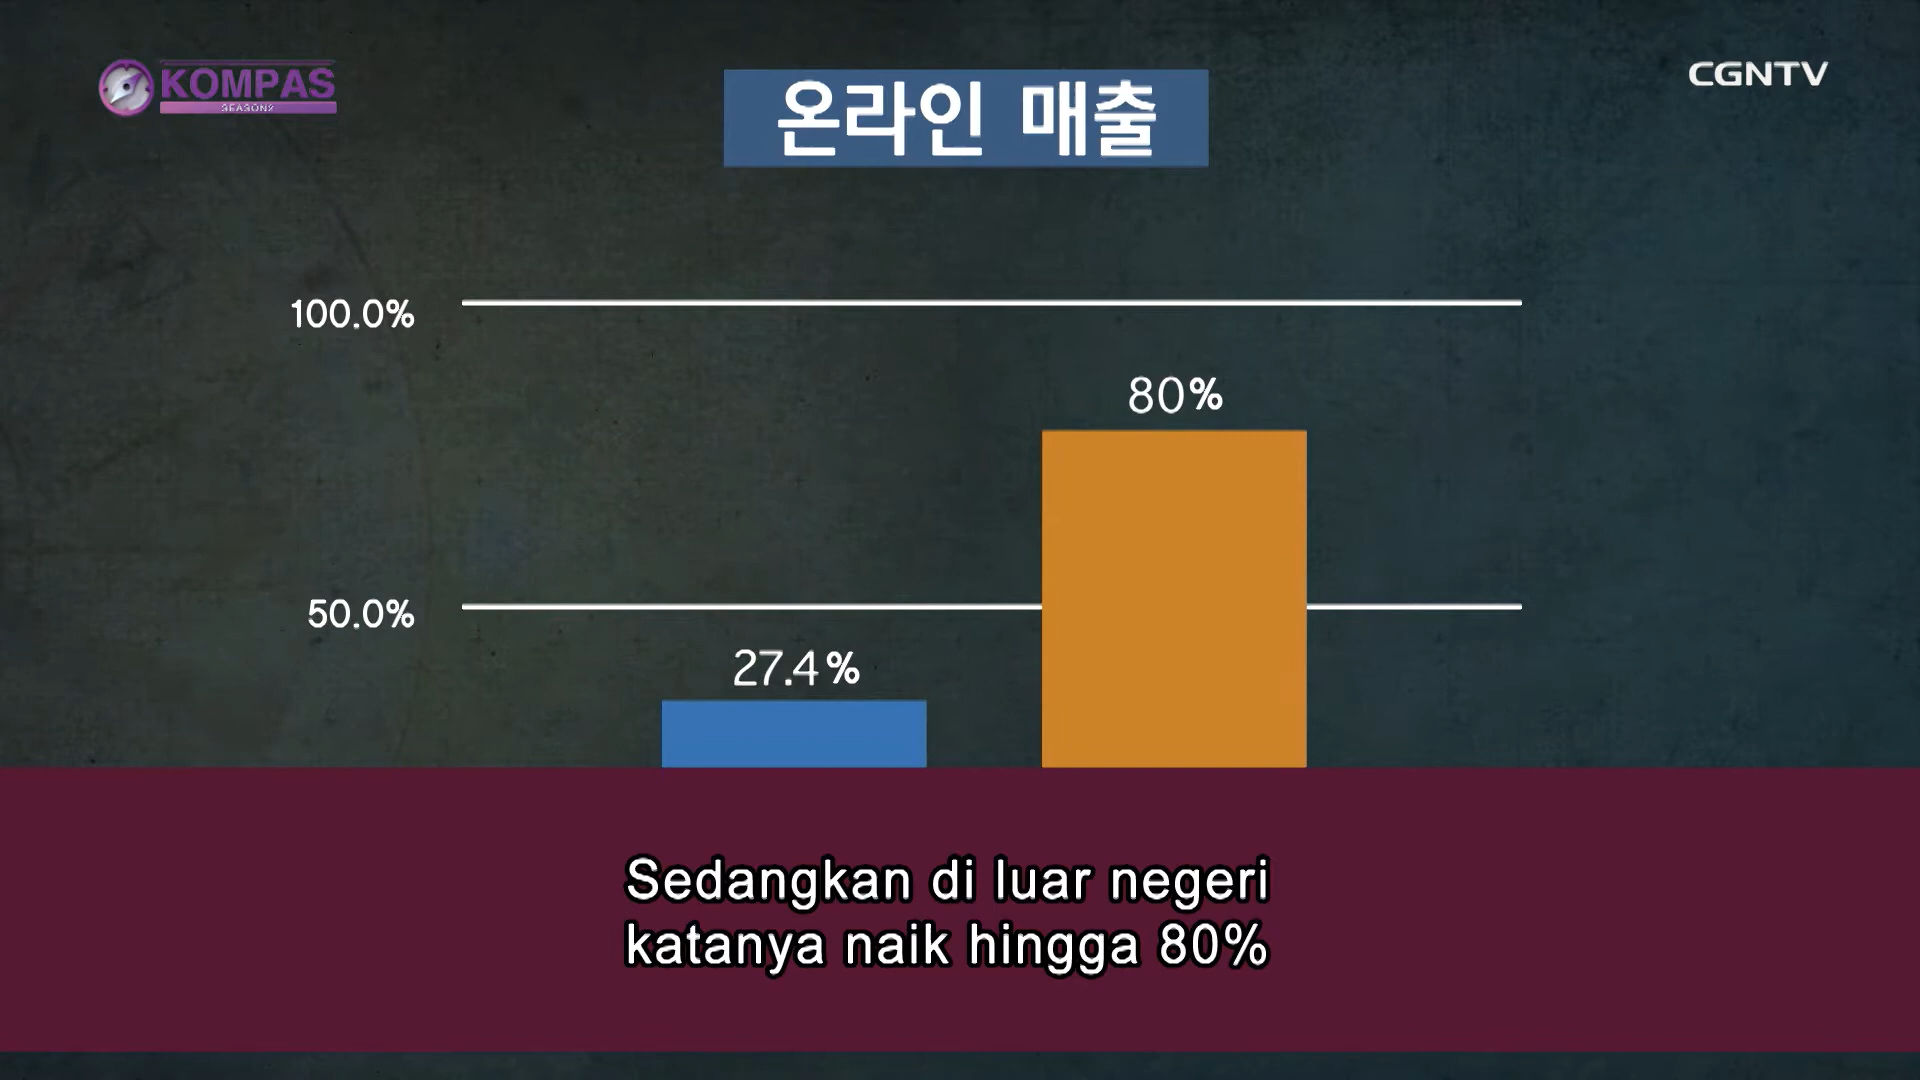 KOMPAS
SEASON2
CGNTV
온라인 매출
100.0%
80%
50.0%
27.4%
Sedangkan di luar negeri
katanya naik hingga 80%